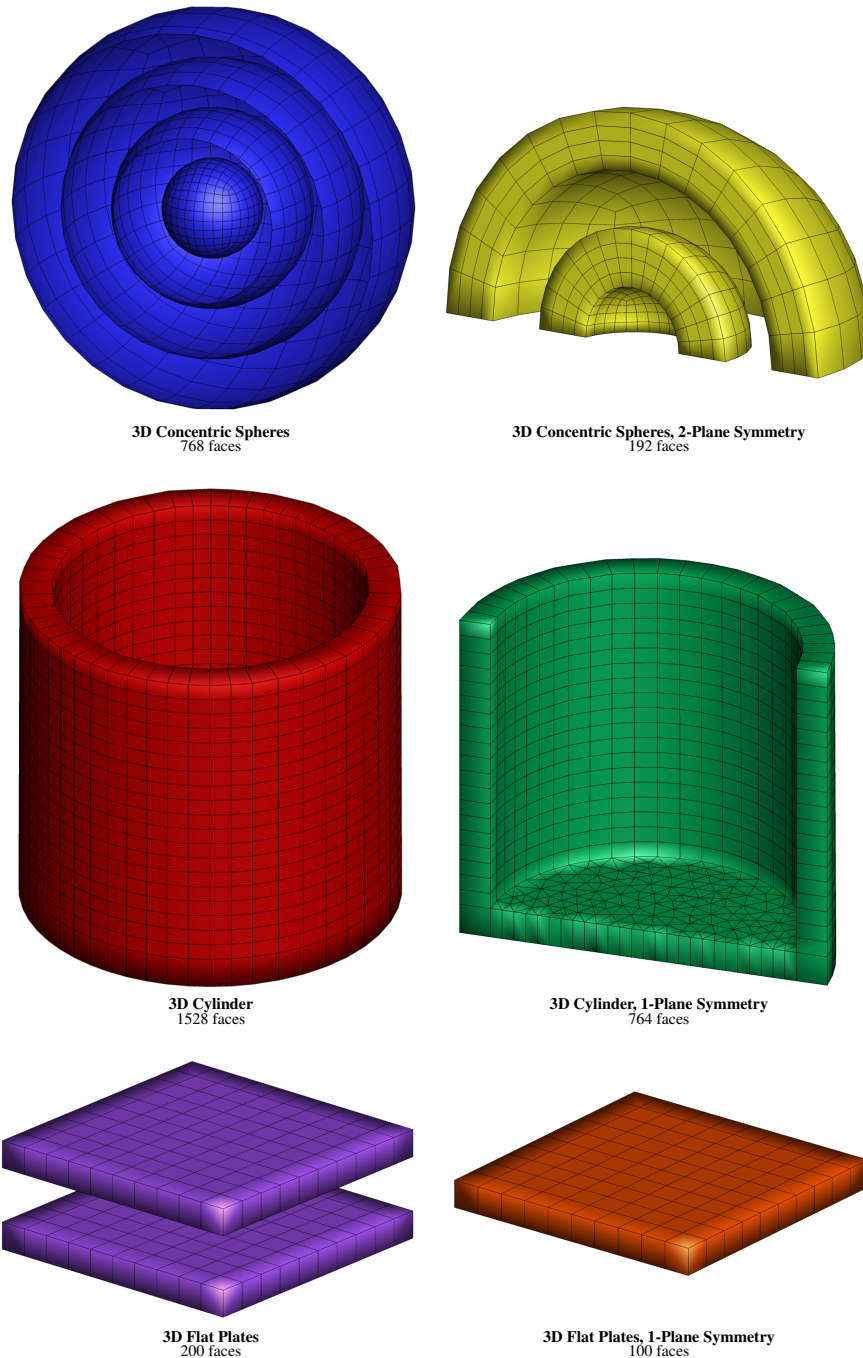 3D Concentric Spheres
768 faces
3D Concentric Spheres, 2-Plane Symmetry
192 faces
3D Cylinder
1528 faces
3D Cylinder, 1-Plane Symmetry
764 faces
3D Flat Plates
200 faces
3D Flat Plates, 1-Plane Symmetry
100 faces